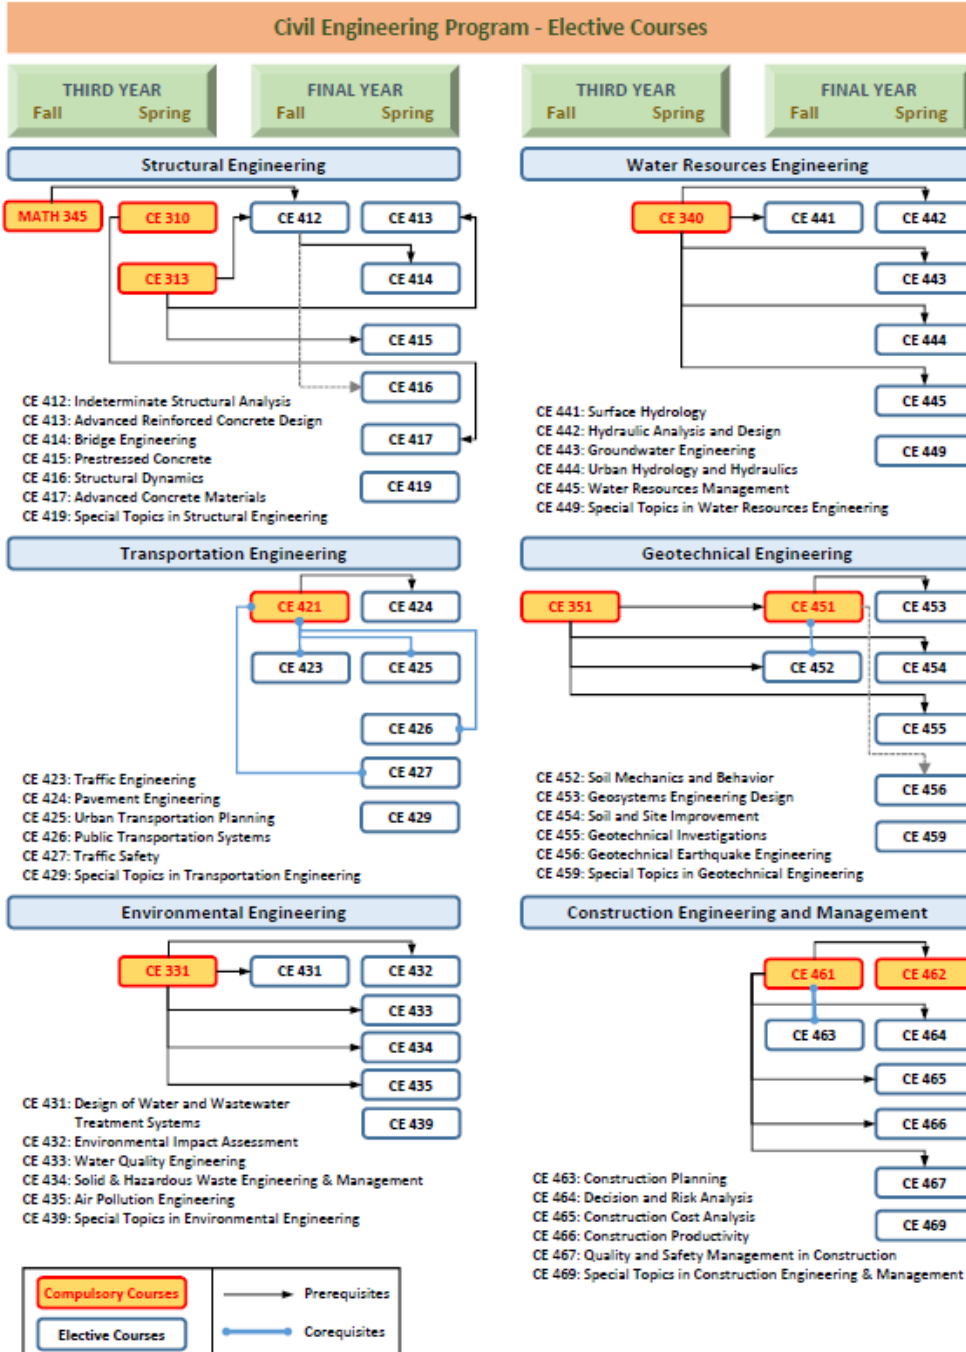 Civil Engineering Program - Elective Courses
THIRD YEAR
Fall Spring
FINAL YEAR
Fall Spring
THIRD YEAR
Fall Spring
FINAL YEAR
Fall Spring
Structural Engineering
MATH 345
CE 310
CE 412
CE 413
CE 313
CE 414
CE 415
CE 416
CE 417
CE 419
CE 412: Indeterminate Structural Analysis
CE 413: Advanced Reinforced Concrete Design
CE 414: Bridge Engineering
CE 415: Prestressed Concrete
CE 416: Structural Dynamics
CE 417: Advanced Concrete Materials
CE 419: Special Topics in Structural Engineering
Water Resources Engineering
CE 340
CE 441
CE 442
CE 443
CE 444
CE 445
CE 449
CE 441: Surface Hydrology
CE 442: Hydraulic Analysis and Design
CE 443: Groundwater Engineering
CE 444: Urban Hydrology and Hydraulics
CE 445: Water Resources Management
CE 449: Special Topics in Water Resources Engineering
Transportation Engineering
CE 421
CE 424
CE 423
CE 425
CE 426
CE 427
CE 429
CE 423: Traffic Engineering
CE 424: Pavement Engineering
CE 425: Urban Transportation Planning
CE 426: Public Transportation Systems
CE 427: Traffic Safety
CE 429: Special Topics in Transportation Engineering
Geotechnical Engineering
CE 351
CE 451
CE 453
CE 452
CE 454
CE 455
CE 456
CE 459
CE 452: Soil Mechanics and Behavior
CE 453: Geosystems Engineering Design
CE 454: Soil and Site Improvement
CE 455: Geotechnical Investigations
CE 456: Geotechnical Earthquake Engineering
CE 459: Special Topics in Geotechnical Engineering
Environmental Engineering
CE 331
CE 431
CE 432
CE 433
CE 434
CE 435
CE 439
CE 431: Design of Water and Wastewater
Treatment Systems
CE 432: Environmental Impact Assessment
CE 433: Water Quality Engineering
CE 434: Solid & Hazardous Waste Engineering & Management
CE 435: Air Pollution Engineering
CE 439: Special Topics in Environmental Engineering
Construction Engineering and Management
CE 461
CE 462
CE 463
CE 464
CE 465
CE 466
CE 467
CE 469
CE 463: Construction Planning
CE 464: Decision and Risk Analysis
CE 465: Construction Cost Analysis
CE 466: Construction Productivity
CE 467: Quality and Safety Management in Construction
CE 469: Special Topics in Construction Engineering & Management
Compulsory Courses
Prerequisites
Elective Courses
Corequisites